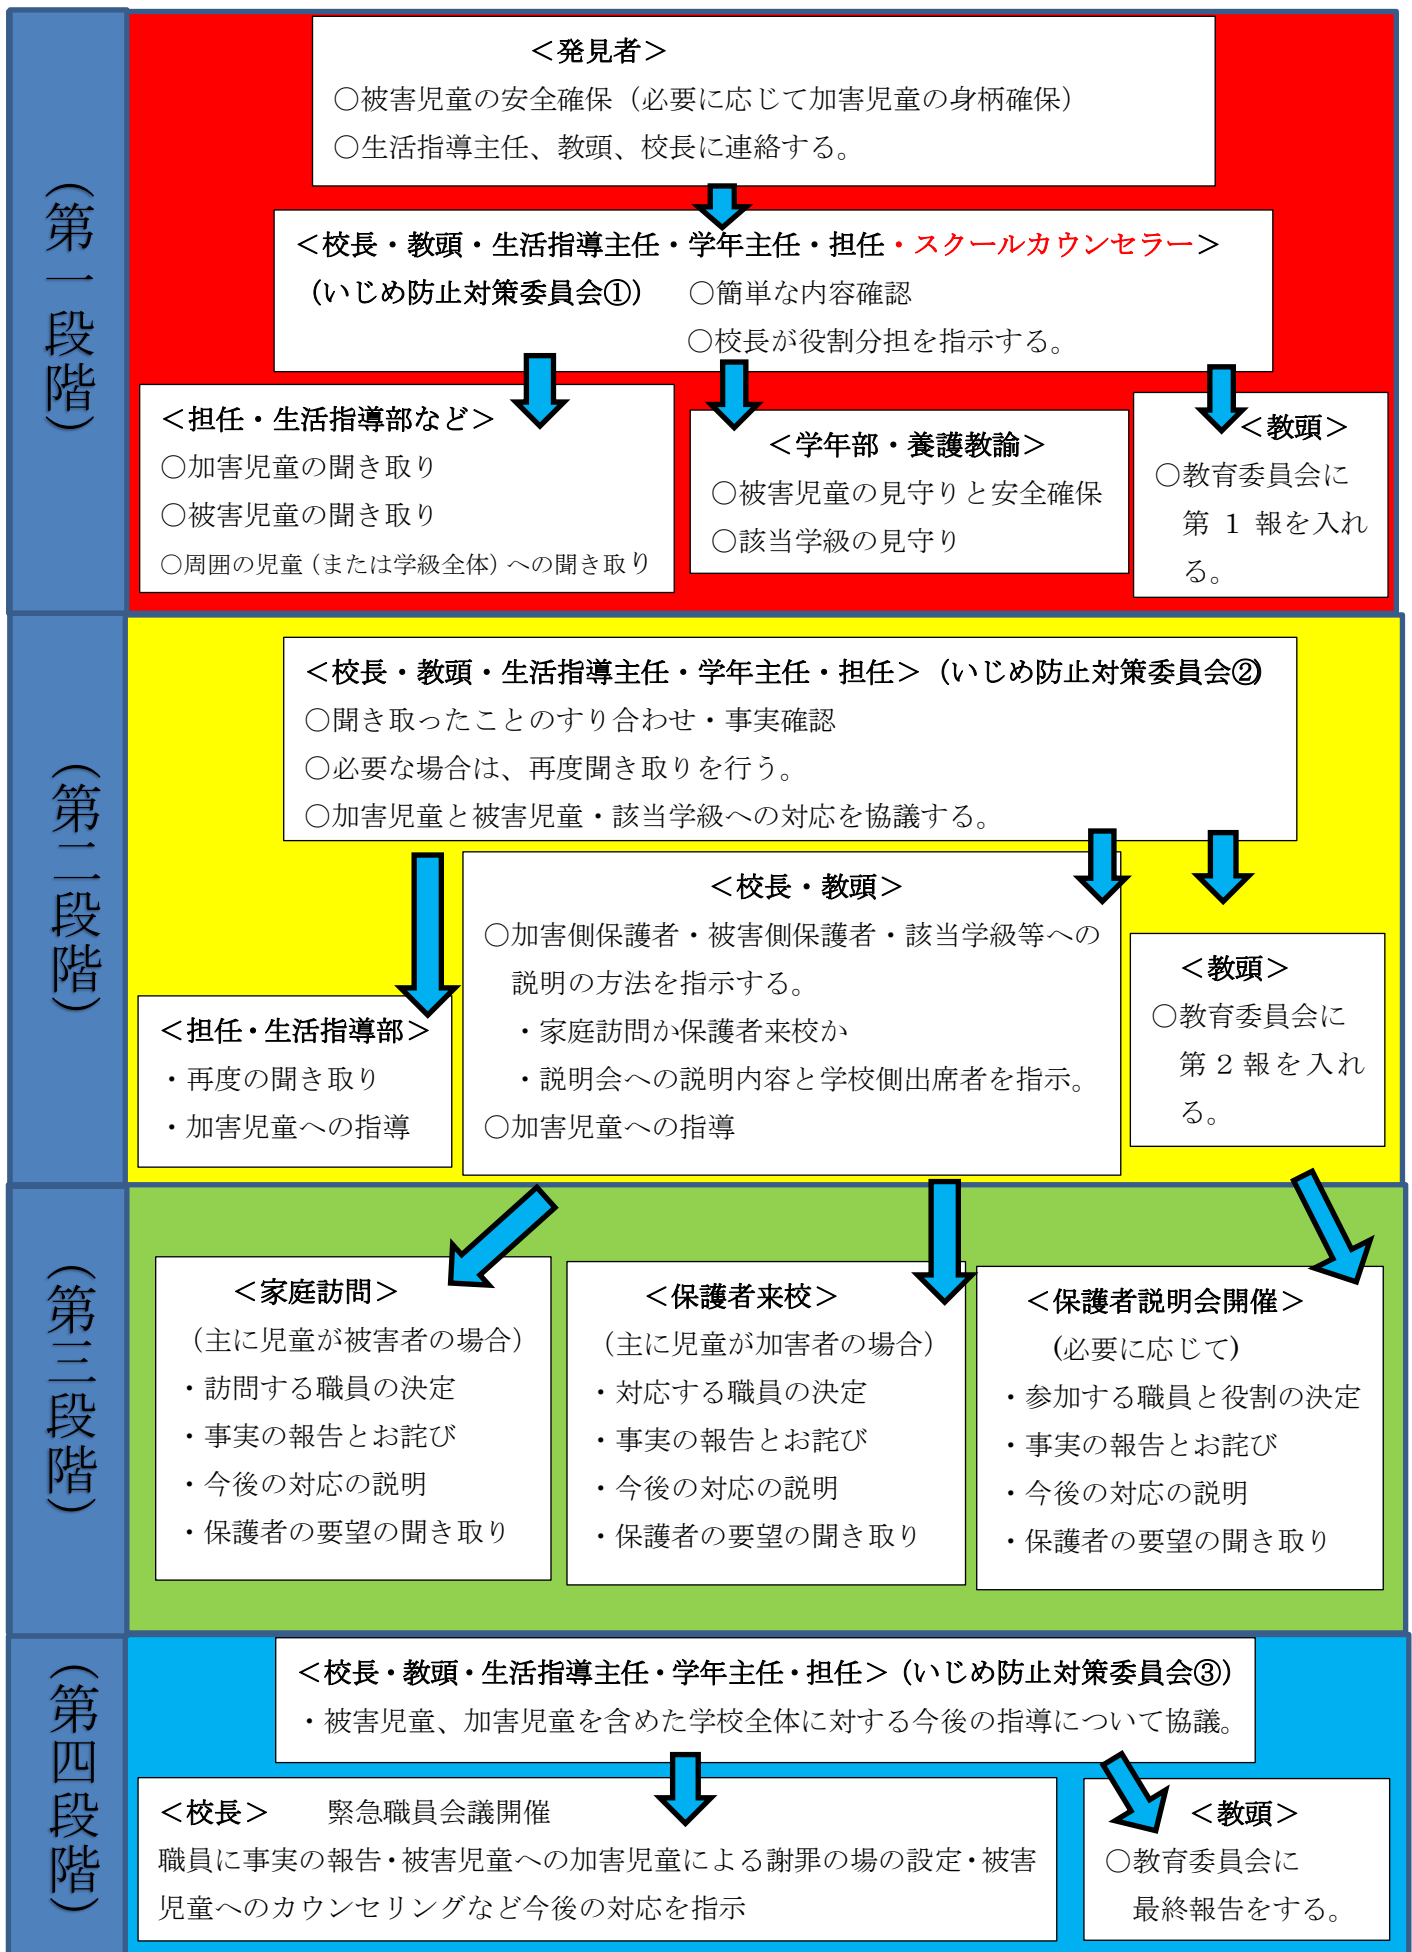 （第一段階）
＜発見者＞
○被害児童の安全確保（必要に応じて加害児童の身柄確保）
○生活指導主任、教頭、校長に連絡する。
＜校長・教頭・生活指導主任・学年主任・担任・スクールカウンセラー＞
（いじめ防止対策委員会①） ○簡単な内容確認
○校長が役割分担を指示する。
＜担任・生活指導部など＞
○加害児童の聞き取り
○被害児童の聞き取り
○周囲の児童（または学級全体）への聞き取り
＜学年部・養護教諭＞
○被害児童の見守りと安全確保
○該当学級の見守り
＜教頭＞
○教育委員会に
第 1 報を入れ
る。
（第二段階）
＜校長・教頭・生活指導主任・学年主任・担任＞（いじめ防止対策委員会②）
○聞き取ったことのすり合わせ・事実確認
○必要な場合は、再度聞き取りを行う。
○加害児童と被害児童・該当学級への対応を協議する。
＜担任・生活指導部＞
・再度の聞き取り
・加害児童への指導
＜校長・教頭＞
○加害側保護者・被害側保護者・該当学級等への
説明の方法を指示する。
・家庭訪問か保護者来校か
・説明会への説明内容と学校側出席者を指示。
○加害児童への指導
＜教頭＞
○教育委員会に
第 2 報を入れ
る。
（第三段階）
＜家庭訪問＞
（主に児童が被害者の場合）
・訪問する職員の決定
・事実の報告とお詫び
・今後の対応の説明
・保護者の要望の聞き取り
＜保護者来校＞
（主に児童が加害者の場合）
・対応する職員の決定
・事実の報告とお詫び
・今後の対応の説明
・保護者の要望の聞き取り
＜保護者説明会開催＞
(必要に応じて)
・参加する職員と役割の決定
・事実の報告とお詫び
・今後の対応の説明
・保護者の要望の聞き取り
（第四段階）
＜校長・教頭・生活指導主任・学年主任・担任＞（いじめ防止対策委員会③）
・被害児童、加害児童を含めた学校全体に対する今後の指導について協議。
＜校長＞ 緊急職員会議開催
職員に事実の報告・被害児童への加害児童による謝罪の場の設定・被害
児童へのカウンセリングなど今後の対応を指示
＜教頭＞
○教育委員会に
最終報告をする。